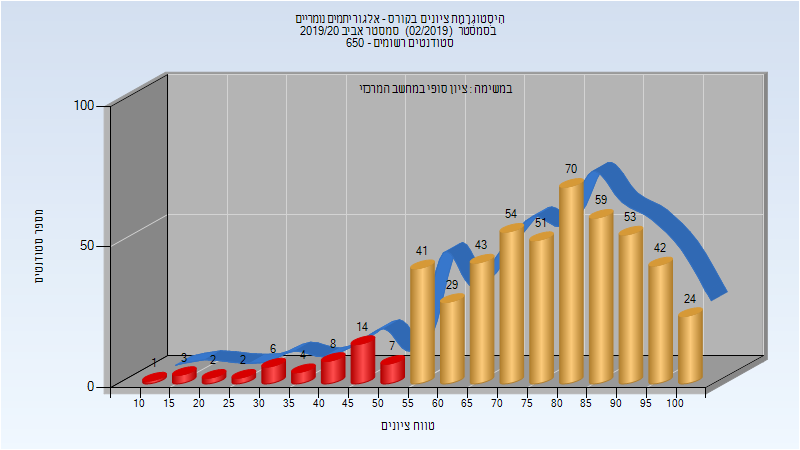 היסטוגרמת ציונים בקורס - אלגוריתמים נומריים
בסמסטר (02/2019) סמסטר אביב 2019/20
סטודנטים רשומים - 650
במשימה : ציון סופי במחשב המרכזי
מספר סטודנטים
100
50
0
1 3 2 2 6 4 8 14 7 41 29 43 54 51 70 59 53 42 24
10 15 20 25 30 35 40 45 50 55 60 65 70 75 80 85 90 95 100
טווח ציונים